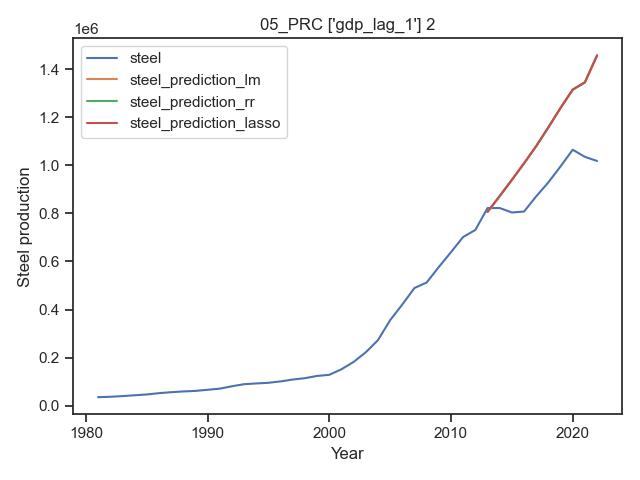 05_PRC ['gdp_lag_1'] 2
1e6
steel
steel_prediction_lm
steel_prediction_rr
steel_prediction_lasso
1.4
1.2
1.0
0.8
0.6
0.4
0.2
0.0
Steel production
1980 1990 2000 2010 2020
Year